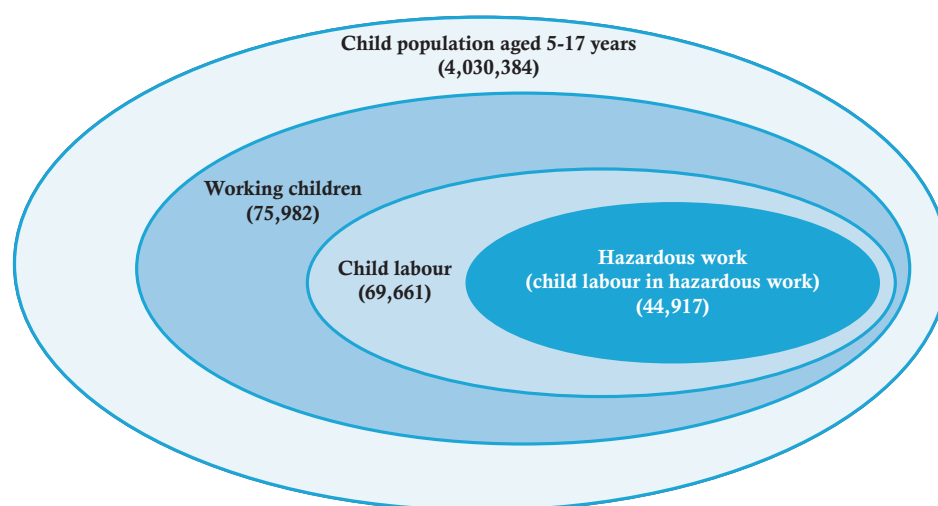 Child population aged 5-17 years
(4,030,384)
Working children
(75,982)
Child labour
(69,661)
Hazardous work
(child labour in hazardous work)
(44,917)